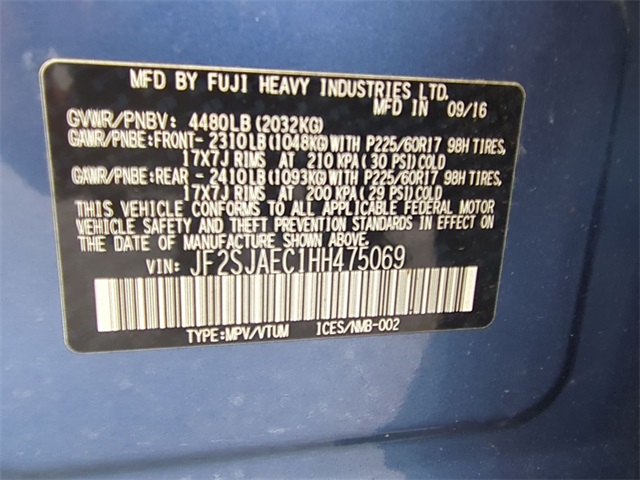 MFD BY FUJI HEAVY INDUSTRIES LTD.
MFD IN 09/16
GVWR/PNBV: 4480LB(2032KG)
GAWR/PNBE:FRONT- 2310LB(1048KG)WITH P225/60R17 98H TIRES,
17X7J RIMS AT 210 KPA(30 PSI)COLD
GAWR/PNBE:REAR - 2410LB(1093KG)WITH P225/60R17 98H TIRES,
17X7J RIMS AT 200 KPA(29 PSI)COLD
THIS VEHICLE CONFORMS TO ALL APPLICABLE FEDERAL MOTOR
VEHICLE SAFETY AND THEFT PREVENTION STANDARDS IN EFFECT ON
THE DATE OF MANUFACTURE SHOWN ABOVE.
VIN: JF2SJAEC1HH475069
TYPE:MPV/VTUM ICES/NMB-002